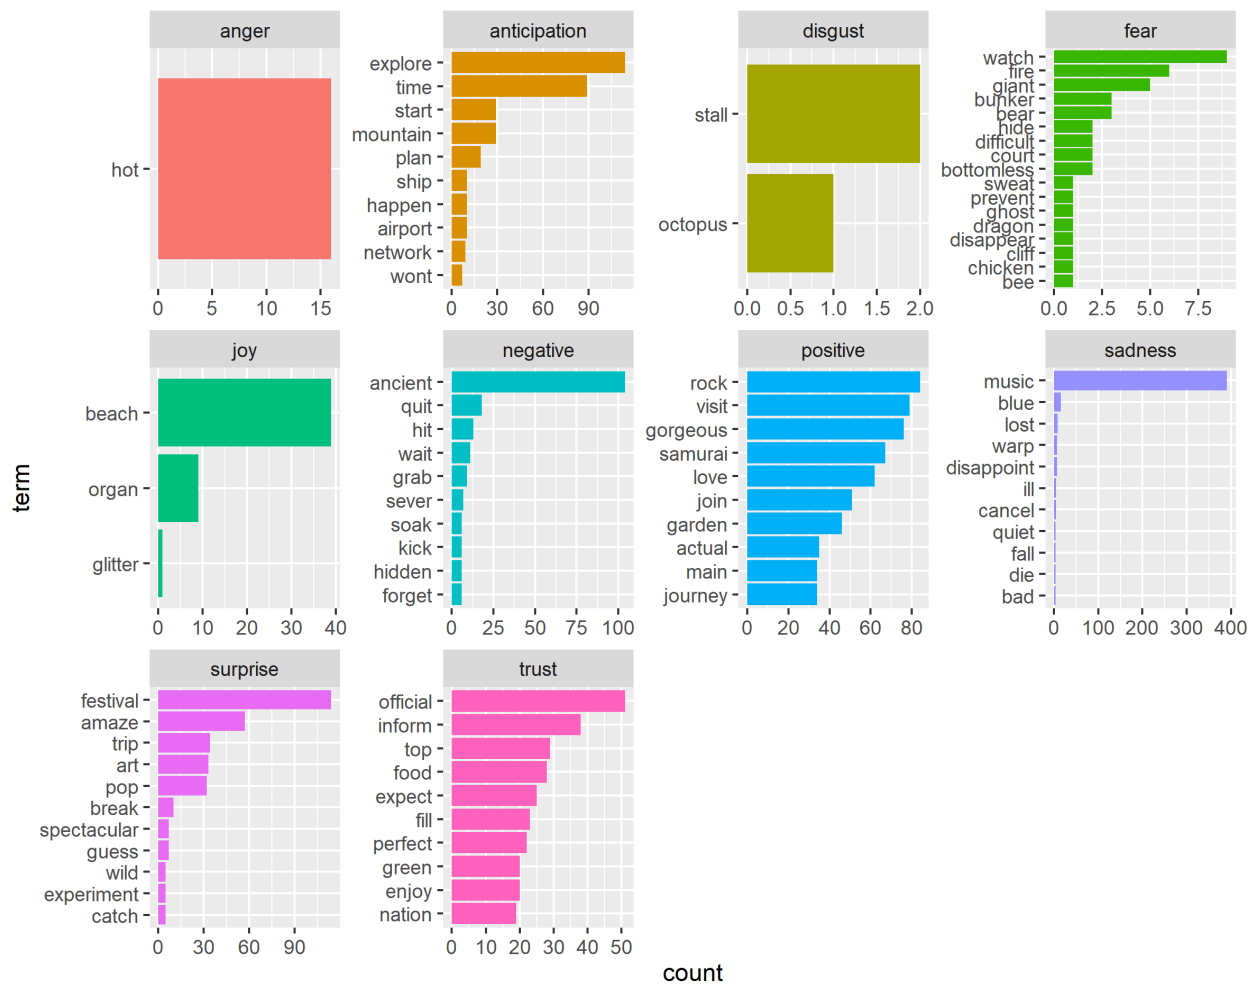 anger
hot
0 5 10 15
anticipation
explore
time
start
mountain
plan
ship
happen
airport
network
wont
0 30 60 90
disgust
stall
octopus
0.0 0.5 1.0 1.5 2.0
fear
watch
fire
giant
bunker
bear
hide
difficult
court
bottomless
sweat
prevent
ghost
dragon
disappear
cliff
chicken
bee
0.0 2.5 5.0 7.5
joy
beach
organ
glitter
0 10 20 30 40
negative
ancient
quit
hit
wait
grab
sever
soak
kick
hidden
forget
0 25 50 75 100
positive
rock
visit
gorgeous
samurai
love
join
garden
actual
main
journey
0 20 40 60 80
sadness
music
blue
lost
warp
disappoint
ill
cancel
quiet
fall
die
bad
0 100 200 300 400
surprise
festival
amaze
trip
art
pop
break
spectacular
guess
wild
experiment
catch
0 30 60 90
trust
official
inform
top
food
expect
fill
perfect
green
enjoy
nation
0 10 20 30 40 50
term
count